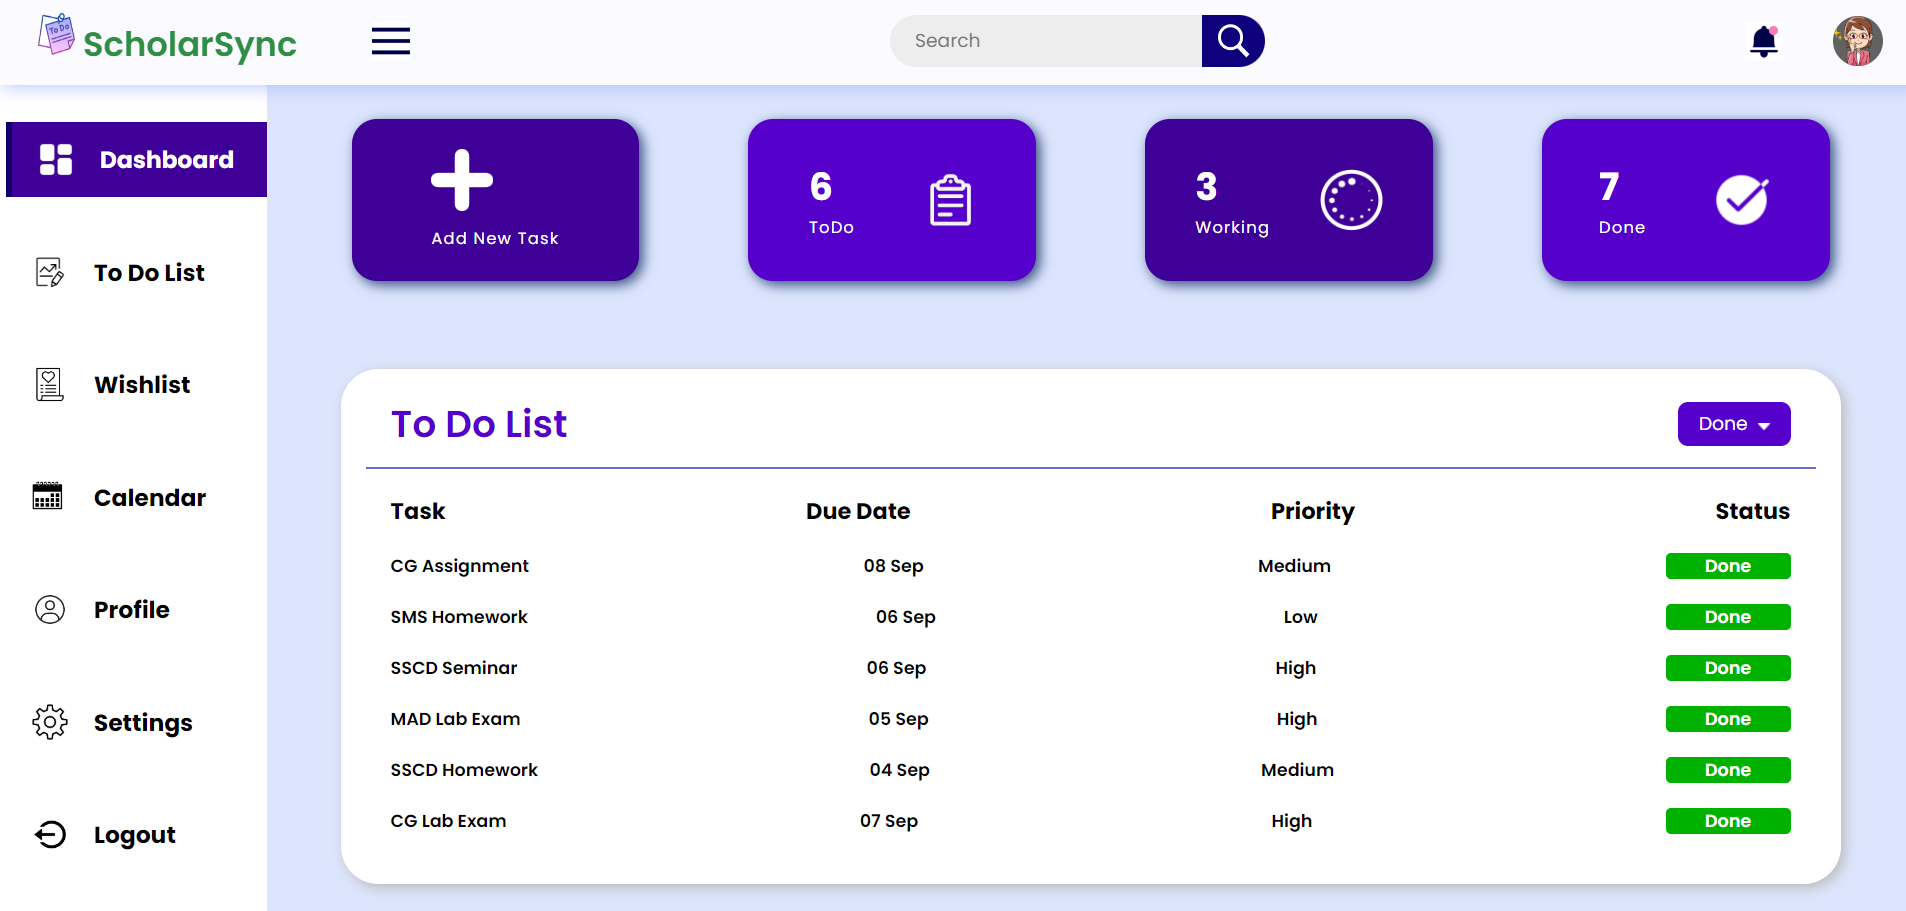 To Do
ScholarSync
Search
Dashboard
To Do List
Wishlist
Calendar
Profile
Settings
Logout
Add New Task
6
ToDo
3
Working
7
Done
To Do List
Done
Task Due Date Priority Status
CG Assignment 08 Sep Medium Done
SMS Homework 06 Sep Low Done
SSCD Seminar 06 Sep High Done
MAD Lab Exam 05 Sep High Done
SSCD Homework 04 Sep Medium Done
CG Lab Exam 07 Sep High Done